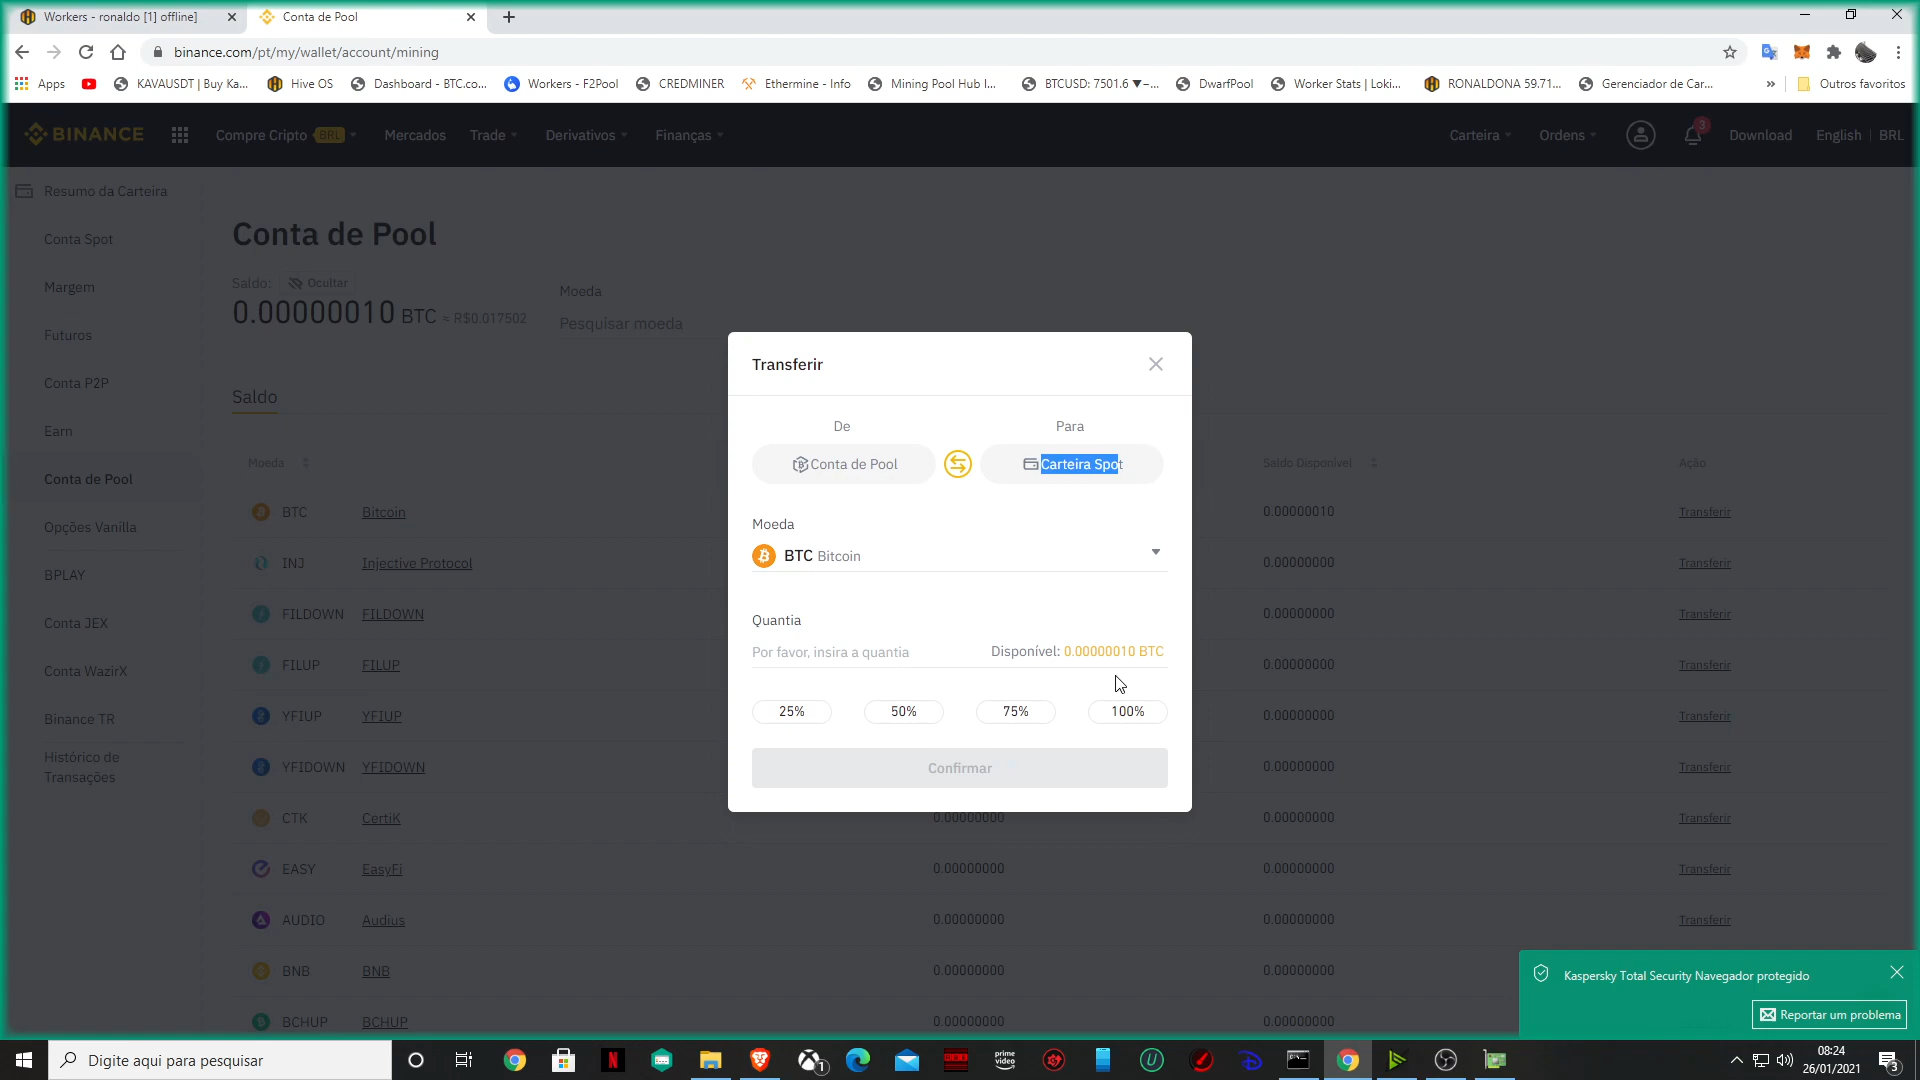 Workers - ronaldo [1] offline]
Conta de Pool
binance.com/pt/my/wallet/account/mining
Apps
KAVAUSDT | Buy Ka...
Hive OS
Dashboard - BTC.co...
Workers - F2Pool
CREDMINER
Ethermine - Info
Mining Pool Hub I...
BTCUSD: 7501.6 ▼−...
DwarfPool
Worker Stats | Loki...
RONALDONA 59.71...
Gerenciador de Car...
»
Outros favoritos
BINANCE
Compre Cripto BRL
Mercados
Trade
Derivativos
Finanças
Carteira
Ordens
3
Download
English | BRL
Resumo da Carteira
Conta Spot
Margem
Futuros
Conta P2P
Earn
Conta de Pool
Opções Vanilla
BPLAY
Conta JEX
Conta WazirX
Binance TR
Histórico de
Transações
Conta de Pool
Saldo: Ocultar
0.00000010 BTC ≈ R$0.017502
Moeda
Pesquisar moeda
Saldo
Moeda Saldo Disponível Ação
BTC Bitcoin 0.00000010 Transferir
INJ Injective Protocol 0.00000000 Transferir
FILDOWN FILDOWN 0.00000000 Transferir
FILUP FILUP 0.00000000 Transferir
YFIUP YFIUP 0.00000000 Transferir
YFIDOWN YFIDOWN 0.00000000 Transferir
CTK CertiK 0.00000000 0.00000000 Transferir
EASY EasyFi 0.00000000 0.00000000 Transferir
AUDIO Audius 0.00000000 0.00000000 Transferir
BNB BNB 0.00000000 0.00000000
BCHUP BCHUP 0.00000000 0.00000000
Transferir
De Para
Conta de Pool Carteira Spot
Moeda
BTC Bitcoin
Quantia
Por favor, insira a quantia Disponível: 0.00000010 BTC
25% 50% 75% 100%
Confirmar
Kaspersky Total Security Navegador protegido
Reportar um problema
Digite aqui para pesquisar
prime
video
1
08:24
26/01/2021
3